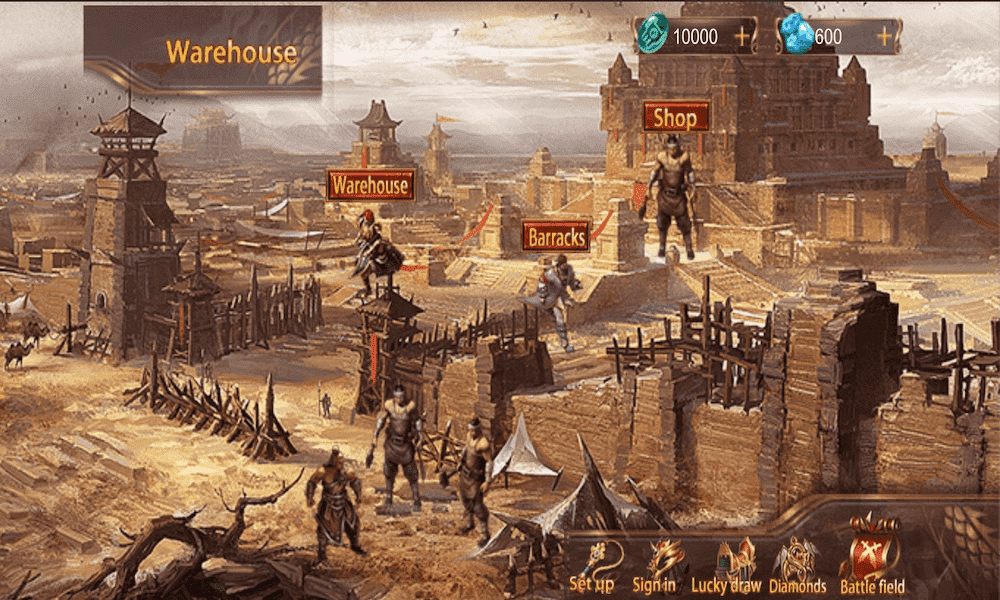 Warehouse
10000 +
600 +
Shop
Warehouse
Barracks
Set up
Sign in
Lucky draw
Diamonds
Battle field